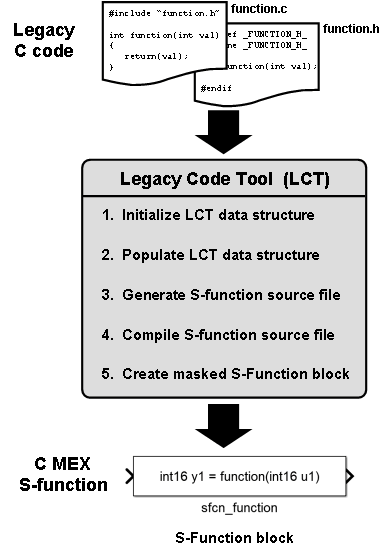 Legacy
C code
function.c
#include "function.h"
int function(int val)
{
return(val);
}
function.h
ef _FUNCTION_H_
ne _FUNCTION_H_
unction(int val);
#endif
Legacy Code Tool (LCT)
1. Initialize LCT data structure
2. Populate LCT data structure
3. Generate S-function source file
4. Compile S-function source file
5. Create masked S-Function block
C MEX
S-function
int16 y1 = function(int16 u1)
sfcn_function
S-Function block